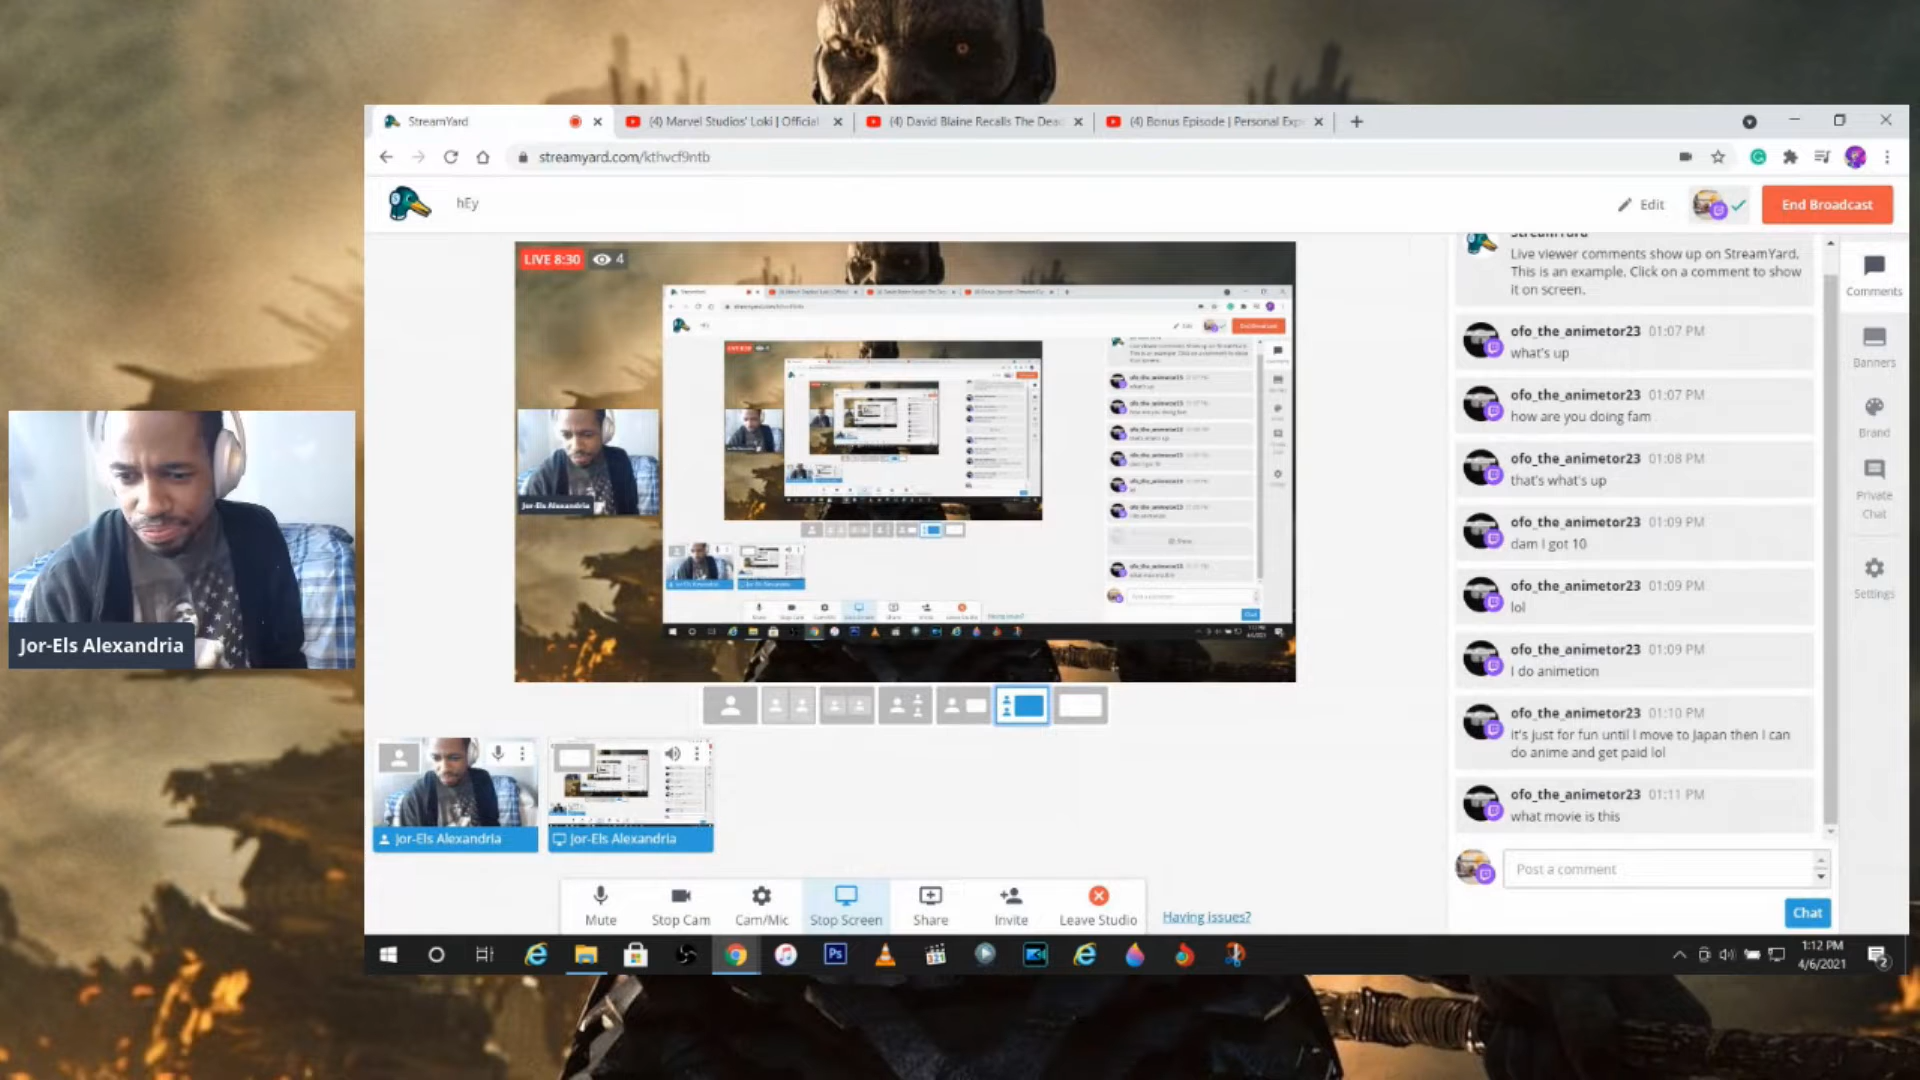 StreamYard
(4) Marvel Studios' Loki | Official
(4) David Blaine Recalls The Dea
(4) Bonus Episode | Personal Exp
streamyard.com/kthvcf9ntb
hEy
Edit
End Broadcast
LIVE 8:30
4
Jor-Els Alexandria
Jor-Els Alexandria
Jor-Els Alexandria
Jor-Els Alexandria
StreamYard
Live viewer comments show up on StreamYard.
This is an example. Click on a comment to show
it on screen.
ofo_the_animetor23 01:07 PM
what's up
ofo_the_animetor23 01:07 PM
how are you doing fam
ofo_the_animetor23 01:08 PM
that's what's up
ofo_the_animetor23 01:09 PM
dam I got 10
ofo_the_animetor23 01:09 PM
lol
ofo_the_animetor23 01:09 PM
I do animetion
ofo_the_animetor23 01:10 PM
it's just for fun until I move to Japan then I can
do anime and get paid lol
ofo_the_animetor23 01:11 PM
what movie is this
Post a comment
Chat
Comments
Banners
Brand
Private
Chat
Settings
Mute
Stop Cam
Cam/Mic
Stop Screen
Share
Invite
Leave Studio
Having issues?
Ps
321
1:12 PM
4/6/2021
2